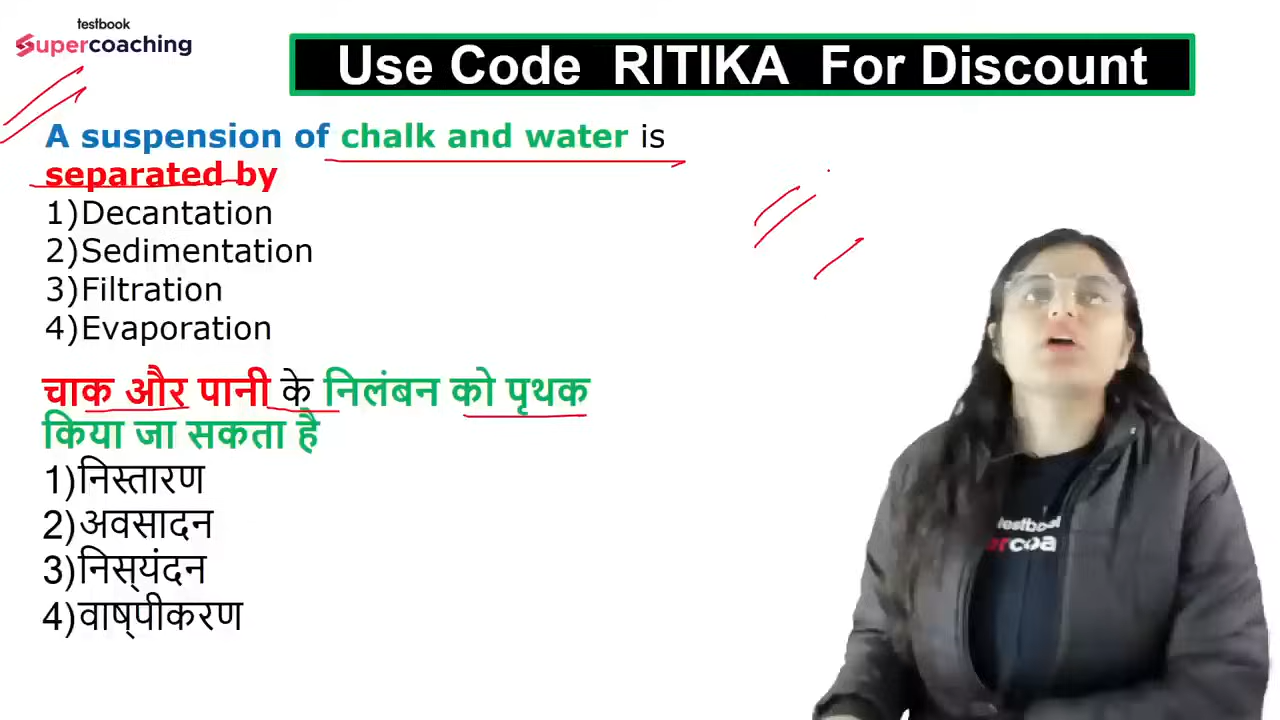 testbook
Supercoaching
Use Code RITIKA For Discount
A suspension of chalk and water is
separated by
1)Decantation
2)Sedimentation
3)Filtration
4)Evaporation
चाक और पानी के निलंबन को पृथक
किया जा सकता है
1)निस्तारण
2)अवसादन
3)निस्यंदन
4)वाष्पीकरण
testbook